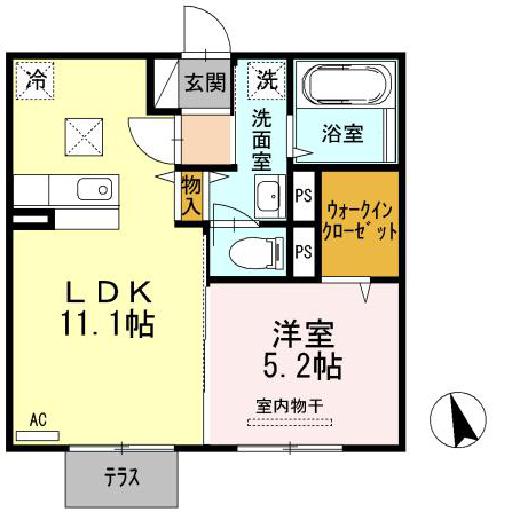 冷
玄関
洗
洗面室
浴室
物入
PS
ウォークイン
クローゼット
PS
LDK
11.1帖
洋室
5.2帖
室内物干
AC
テラス